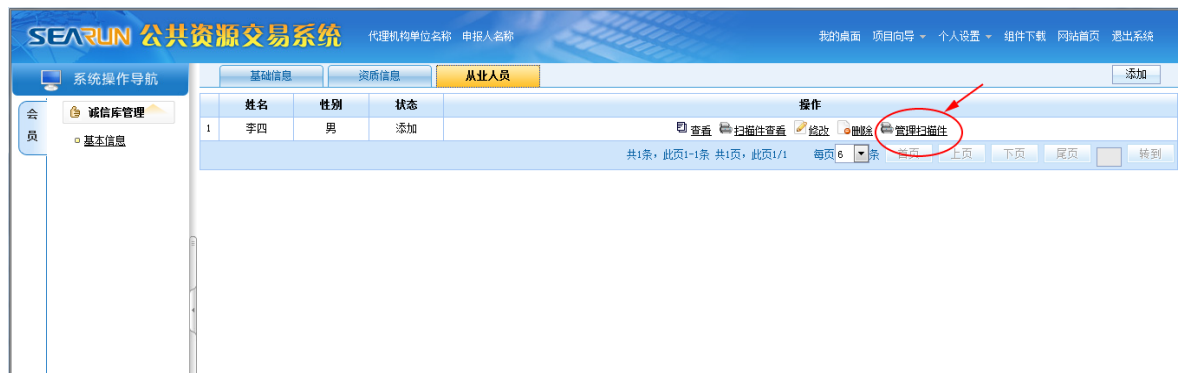 SEARUN 公共资源交易系统 代理机构单位名称 申报人名称 我的桌面 项目向导 个人设置 组件下载 网站首页 退出系统
系统操作导航 基础信息 资质信息 从业人员 添加
会员 诚信库管理
基本信息
姓名 性别 状态 操作
1 李四 男 添加 查看 扫描件查看 修改 删除 管理扫描件
共1条，此页1-1条 共1页，此页1/1 每页 6 条 首页 上页 下页 尾页 转到